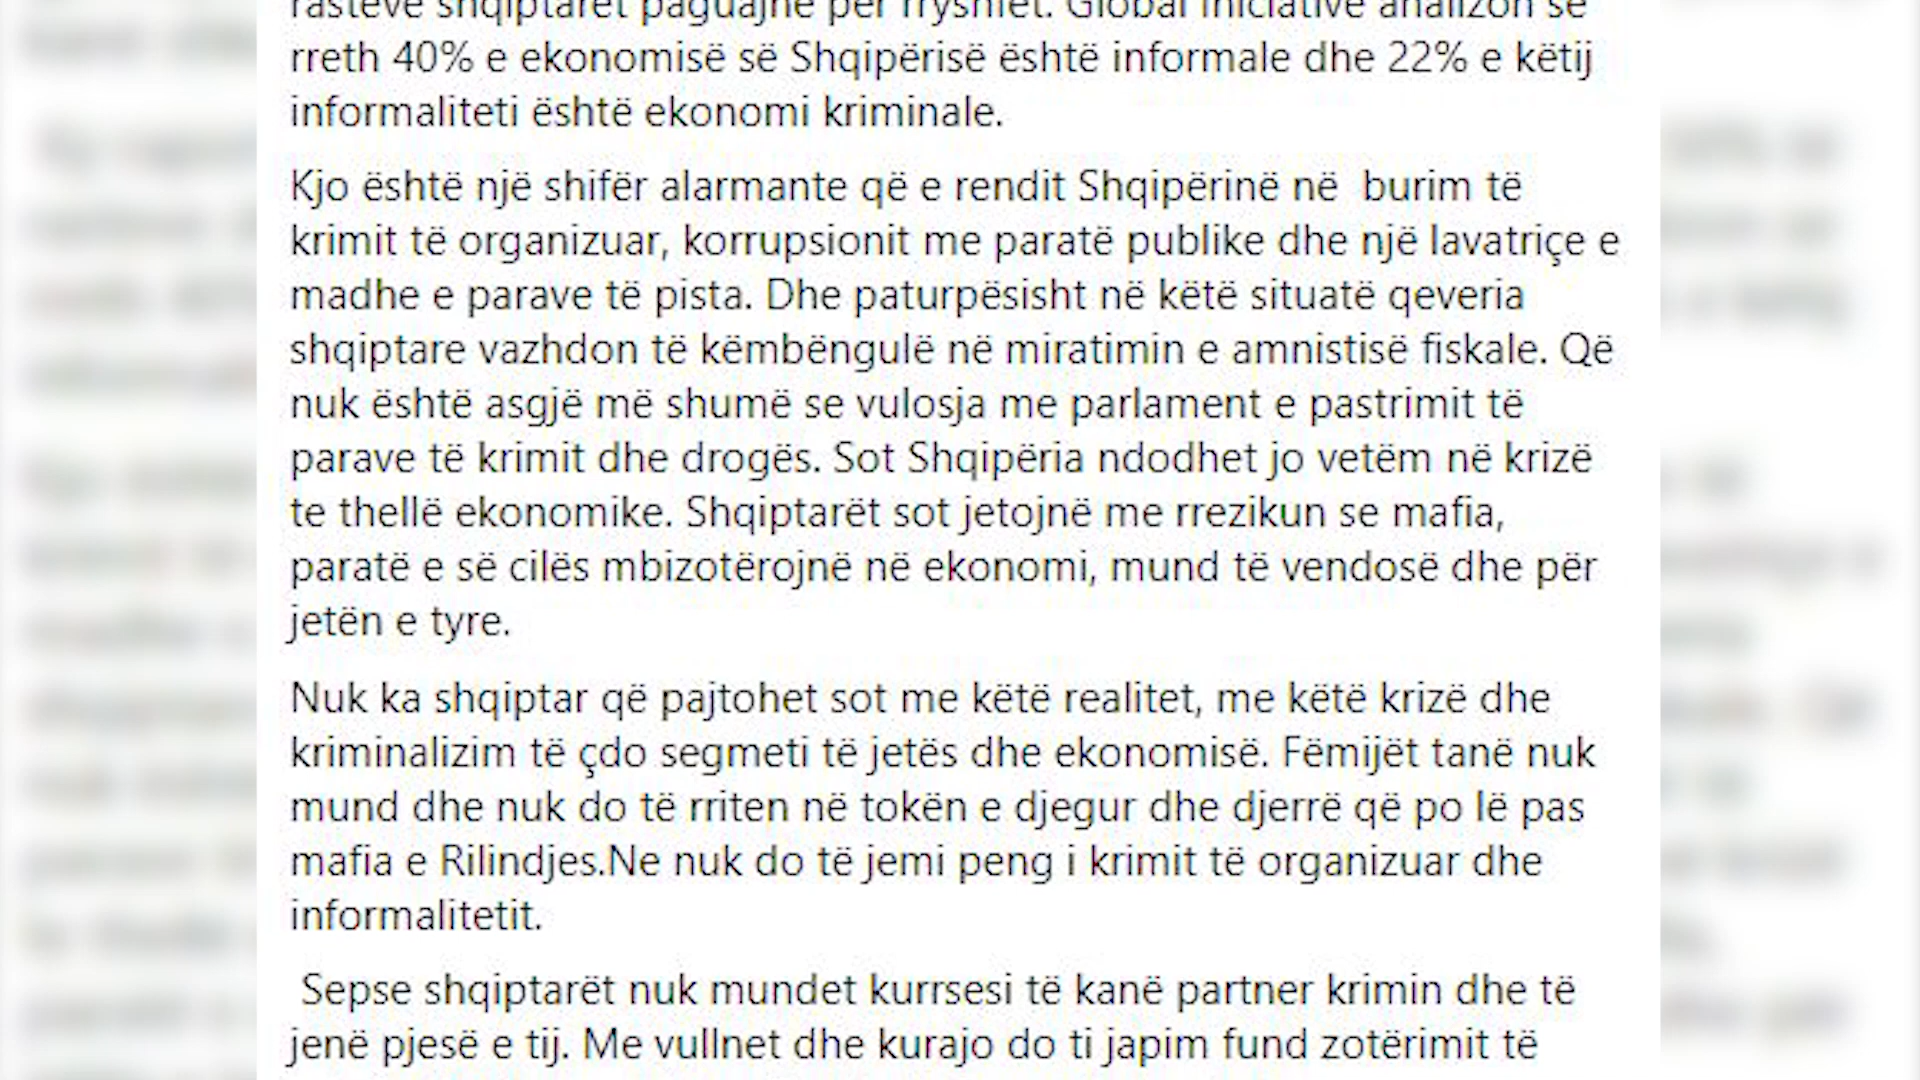 rasteve shqiptarët paguajnë për rryshfet. Global Iniciative analizon se
rreth 40% e ekonomisë së Shqipërisë është informale dhe 22% e këtij
informaliteti është ekonomi kriminale.
Kjo është një shifër alarmante që e rendit Shqipërinë në burim të
krimit të organizuar, korrupsionit me paratë publike dhe një lavatriçe e
madhe e parave të pista. Dhe paturpësisht në këtë situatë qeveria
shqiptare vazhdon të këmbëngulë në miratimin e amnistisë fiskale. Që
nuk është asgjë më shumë se vulosja me parlament e pastrimit të
parave të krimit dhe drogës. Sot Shqipëria ndodhet jo vetëm në krizë
te thellë ekonomike. Shqiptarët sot jetojnë me rrezikun se mafia,
paratë e së cilës mbizotërojnë në ekonomi, mund të vendosë dhe për
jetën e tyre.
Nuk ka shqiptar që pajtohet sot me këtë realitet, me këtë krizë dhe
kriminalizim të çdo segmeti të jetës dhe ekonomisë. Fëmijët tanë nuk
mund dhe nuk do të rriten në tokën e djegur dhe djerrë që po lë pas
mafia e Rilindjes.Ne nuk do të jemi peng i krimit të organizuar dhe
informalitetit.
Sepse shqiptarët nuk mundet kurrsesi të kanë partner krimin dhe të
jenë pjesë e tij. Me vullnet dhe kurajo do ti japim fund zotërimit të